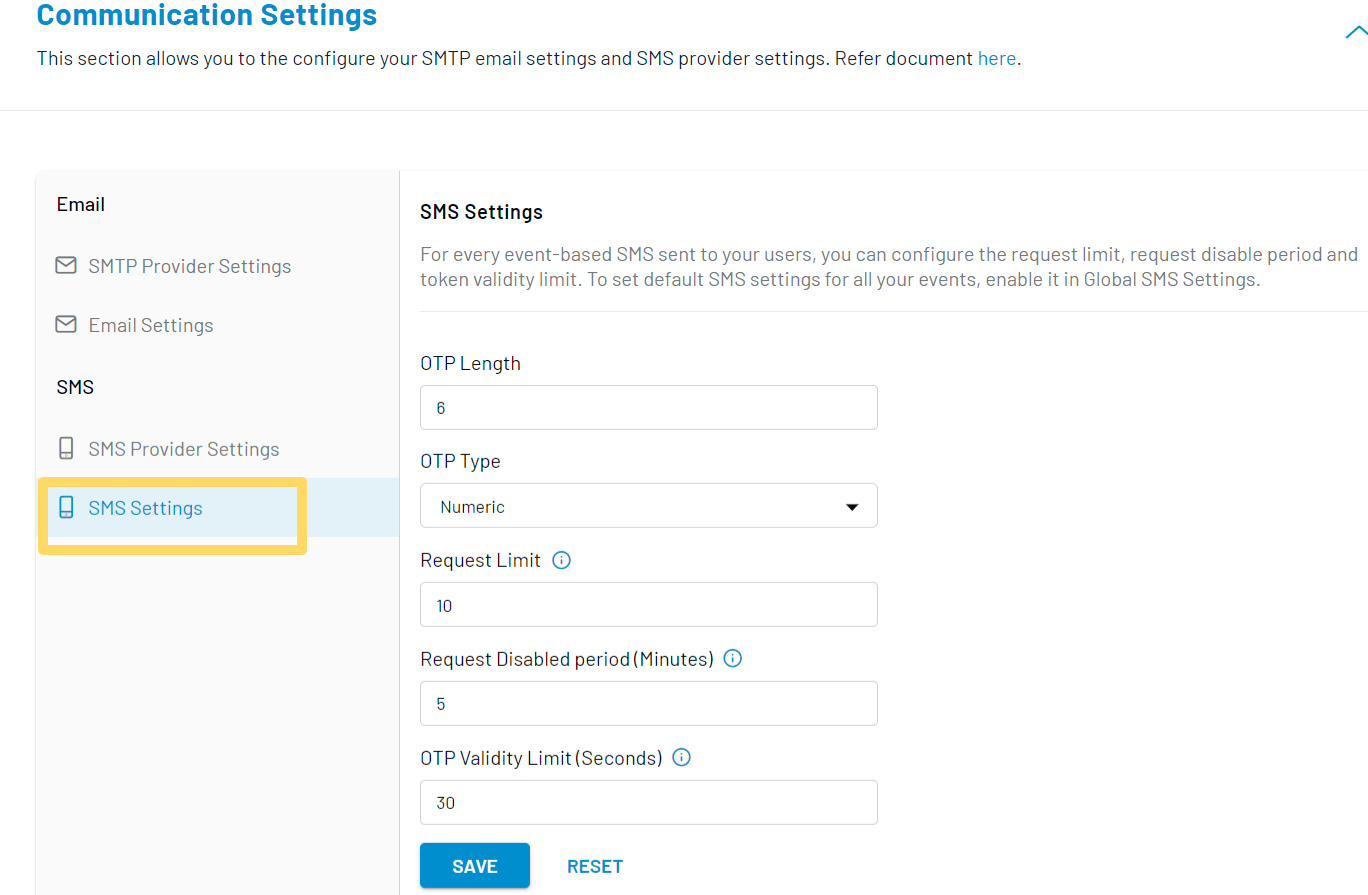 Communication Settings
This section allows you to the configure your SMTP email settings and SMS provider settings. Refer document here.
Email
SMTP Provider Settings
Email Settings
SMS
SMS Provider Settings
SMS Settings
SMS Settings
For every event-based SMS sent to your users, you can configure the request limit, request disable period and
token validity limit. To set default SMS settings for all your events, enable it in Global SMS Settings.
OTP Length
6
OTP Type
Numeric
Request Limit
10
Request Disabled period (Minutes)
5
OTP Validity Limit (Seconds)
30
SAVE RESET